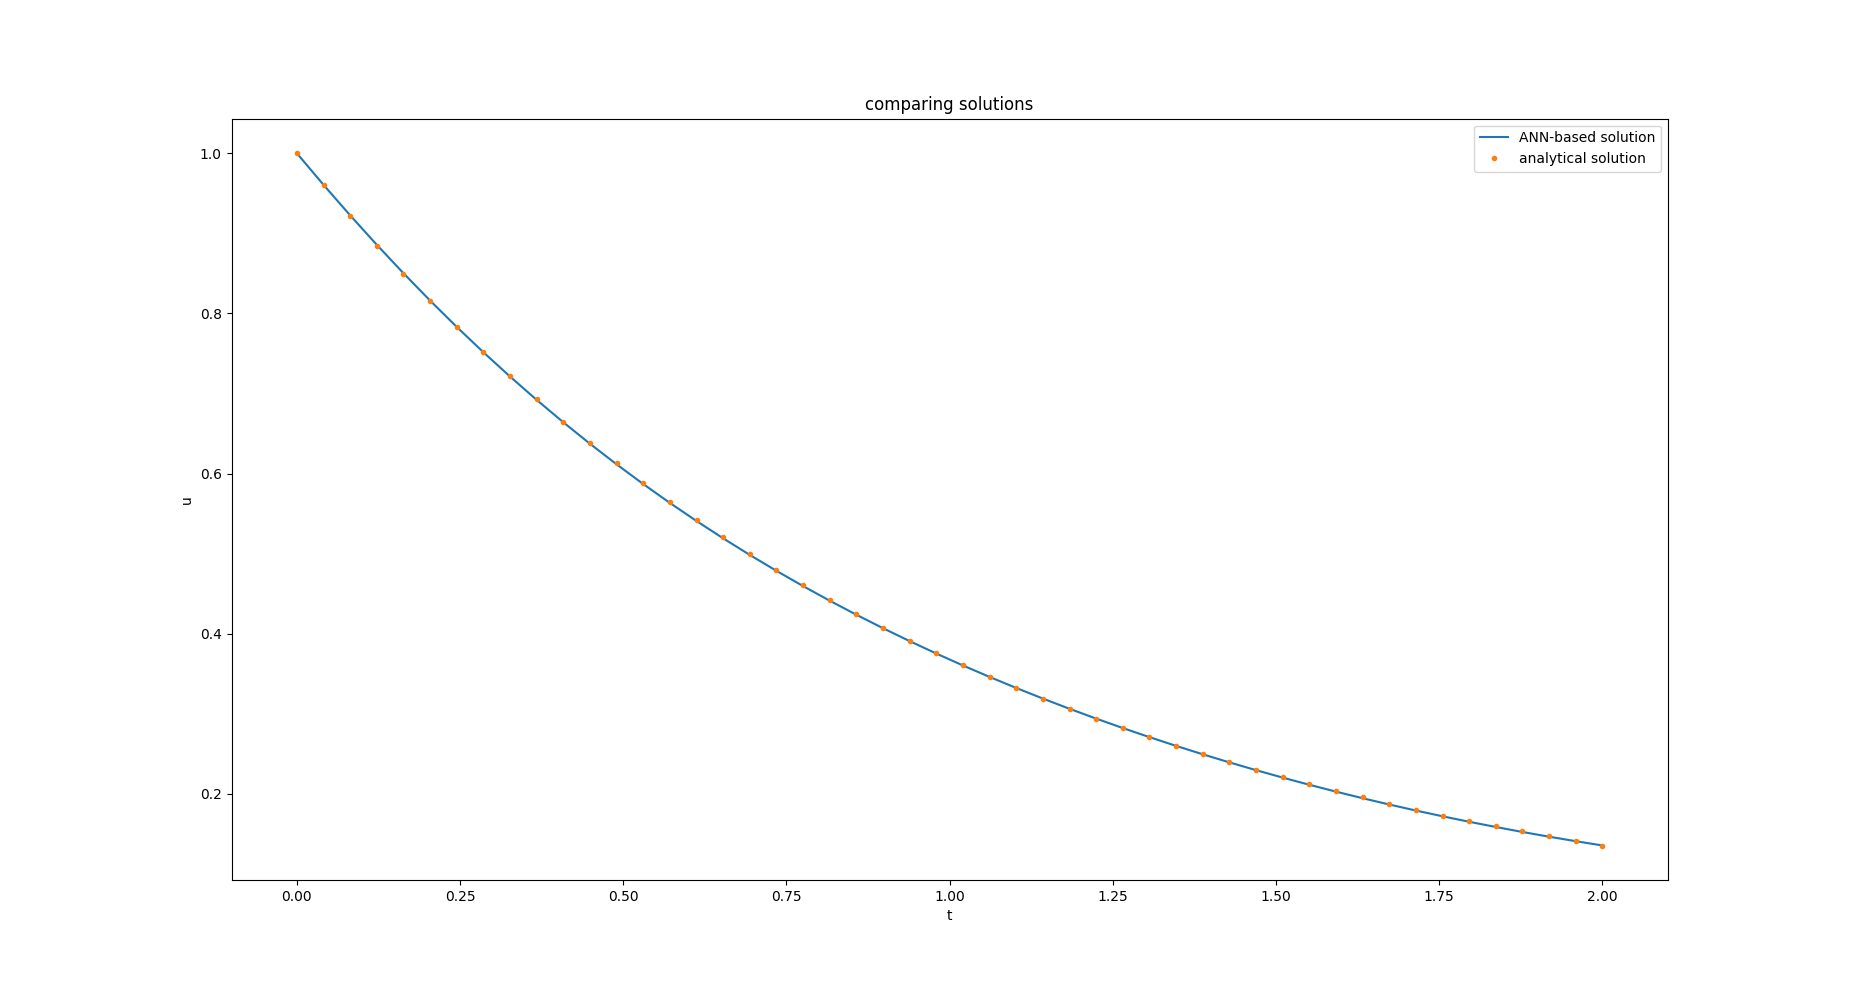 comparing solutions
ANN-based solution
analytical solution
1.0
0.8
0.6
0.4
0.2
u
0.00 0.25 0.50 0.75 1.00 1.25 1.50 1.75 2.00
t